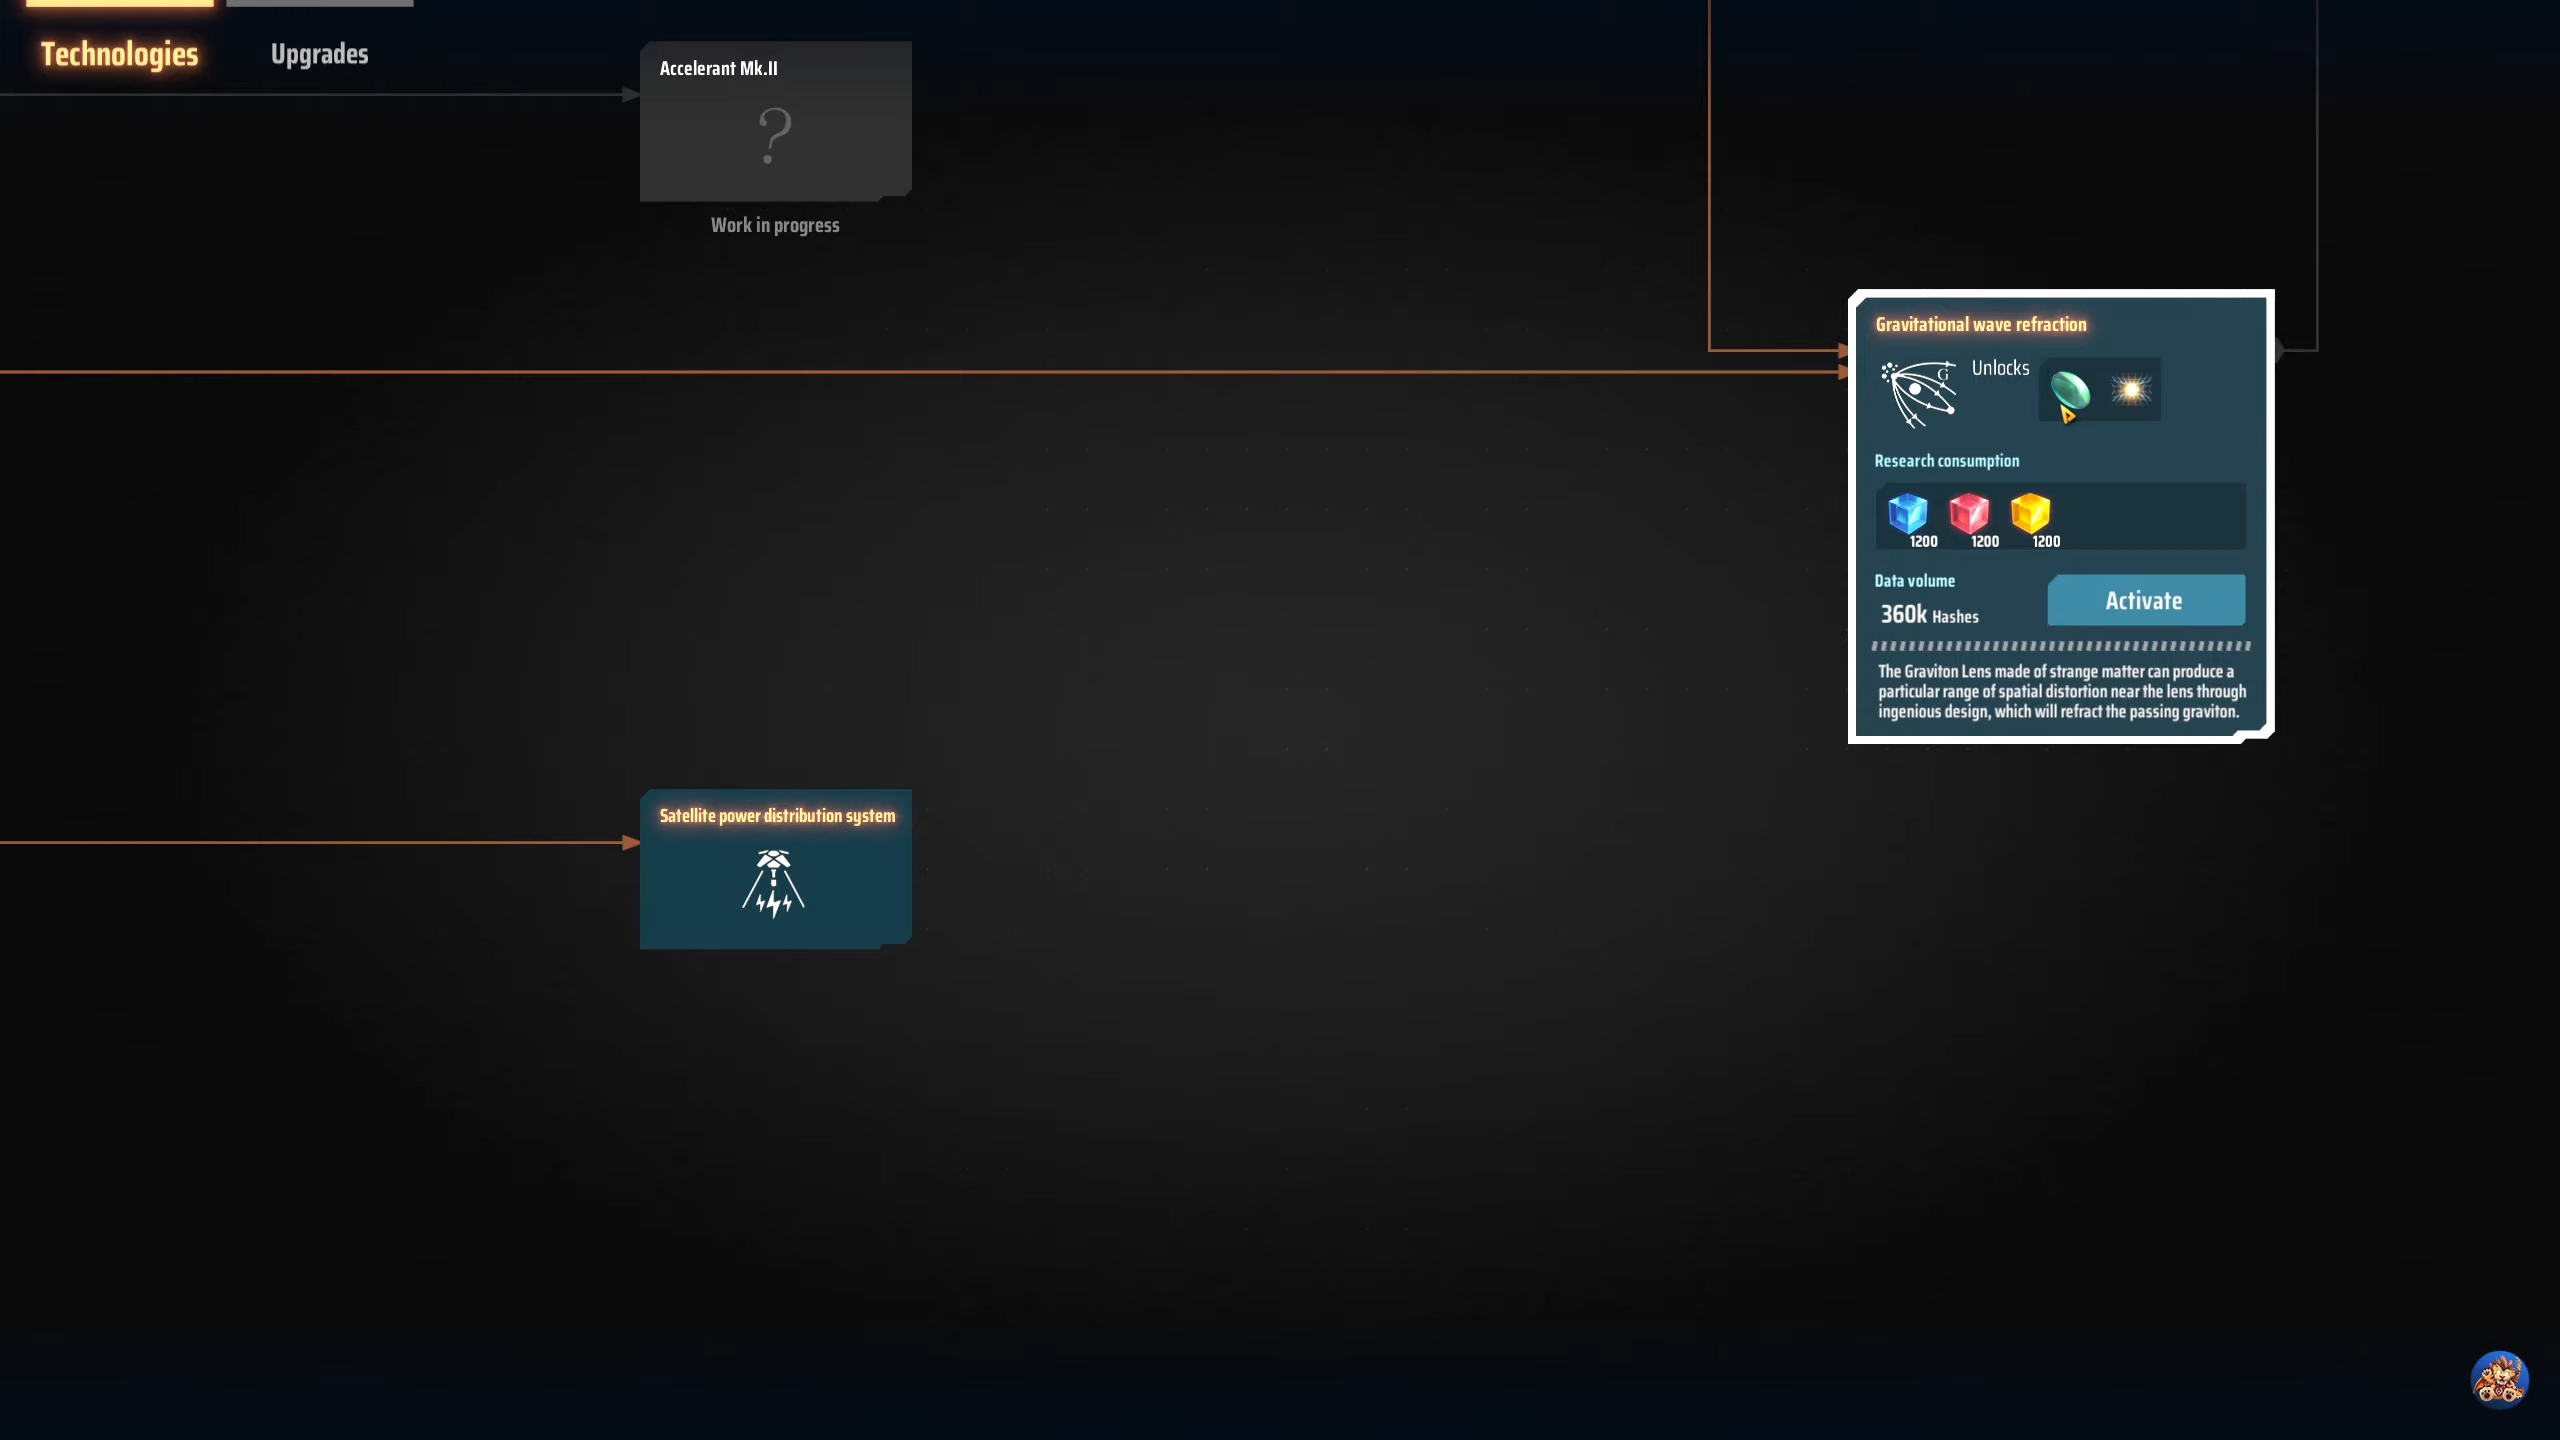 Technologies
Upgrades
Accelerant Mk.II
?
Work in progress
Gravitational wave refraction
G
Unlocks
Research consumption
1200
1200
1200
Data volume
360k Hashes
Activate
The Graviton Lens made of strange matter can produce a
particular range of spatial distortion near the lens through
ingenious design, which will refract the passing graviton.
Satellite power distribution system